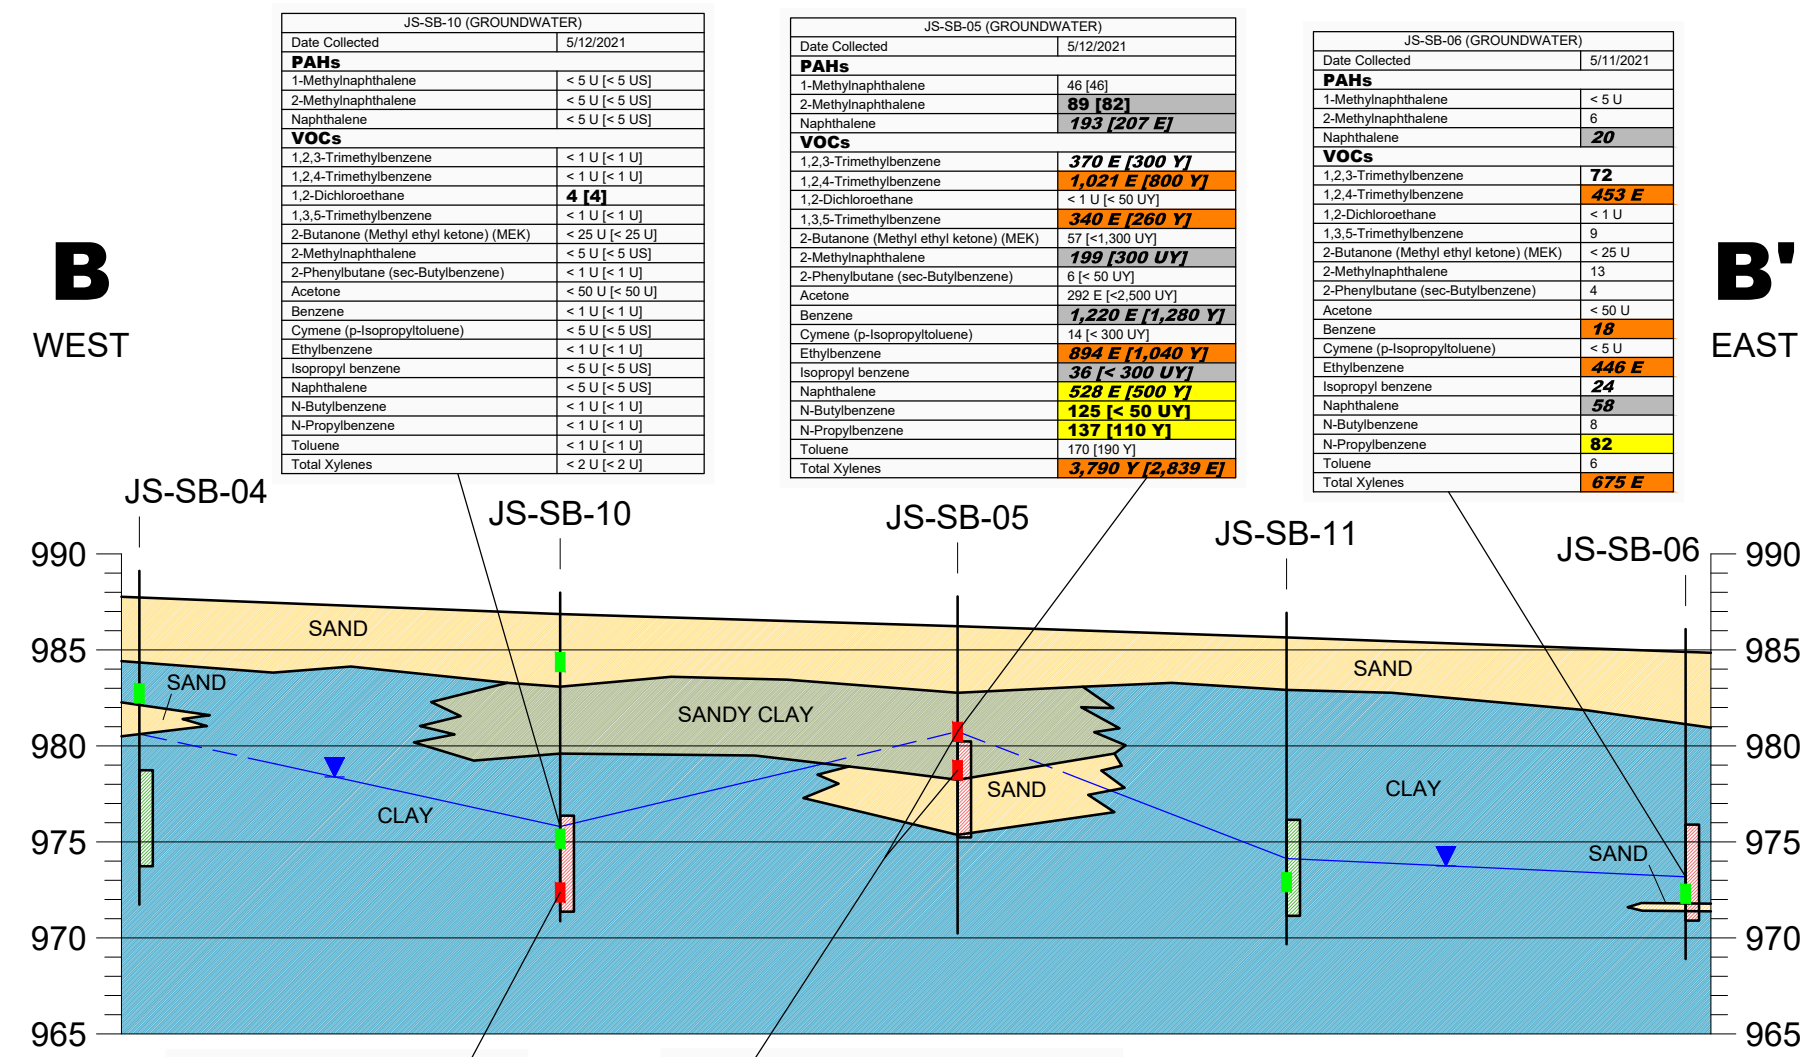 JS-SB-10 (GROUNDWATER)
Date Collected 5/12/2021
PAHs
1-Methylnaphthalene < 5 U [< 5 US]
2-Methylnaphthalene < 5 U [< 5 US]
Naphthalene < 5 U [< 5 US]
VOCs
1,2,3-Trimethylbenzene < 1 U [< 1 U]
1,2,4-Trimethylbenzene < 1 U [< 1 U]
1,2-Dichloroethane 4 [4]
1,3,5-Trimethylbenzene < 1 U [< 1 U]
2-Butanone (Methyl ethyl ketone) (MEK) < 25 U [< 25 U]
2-Methylnaphthalene < 5 U [< 5 US]
2-Phenylbutane (sec-Butylbenzene) < 1 U [< 1 U]
Acetone < 50 U [< 50 U]
Benzene < 1 U [< 1 U]
Cymene (p-Isopropyltoluene) < 5 U [< 5 US]
Ethylbenzene < 1 U [< 1 U]
Isopropyl benzene < 5 U [< 5 US]
Naphthalene < 5 U [< 5 US]
N-Butylbenzene < 1 U [< 1 U]
N-Propylbenzene < 1 U [< 1 U]
Toluene < 1 U [< 1 U]
Total Xylenes < 2 U [< 2 U]
JS-SB-05 (GROUNDWATER)
Date Collected 5/12/2021
PAHs
1-Methylnaphthalene 46 [46]
2-Methylnaphthalene 89 [82]
Naphthalene 193 [207 E]
VOCs
1,2,3-Trimethylbenzene 370 E [300 Y]
1,2,4-Trimethylbenzene 1,021 E [800 Y]
1,2-Dichloroethane < 1 U [< 50 UY]
1,3,5-Trimethylbenzene 340 E [260 Y]
2-Butanone (Methyl ethyl ketone) (MEK) 57 [<1,300 UY]
2-Methylnaphthalene 199 [300 UY]
2-Phenylbutane (sec-Butylbenzene) 6 [< 50 UY]
Acetone 292 E [<2,500 UY]
Benzene 1,220 E [1,280 Y]
Cymene (p-Isopropyltoluene) 14 [< 300 UY]
Ethylbenzene 894 E [1,040 Y]
Isopropyl benzene 36 [< 300 UY]
Naphthalene 528 E [500 Y]
N-Butylbenzene 125 [< 50 UY]
N-Propylbenzene 137 [110 Y]
Toluene 170 [190 Y]
Total Xylenes 3,790 Y [2,839 E]
JS-SB-06 (GROUNDWATER)
Date Collected 5/11/2021
PAHs
1-Methylnaphthalene < 5 U
2-Methylnaphthalene 6
Naphthalene 20
VOCs
1,2,3-Trimethylbenzene 72
1,2,4-Trimethylbenzene 453 E
1,2-Dichloroethane < 1 U
1,3,5-Trimethylbenzene 9
2-Butanone (Methyl ethyl ketone) (MEK) < 25 U
2-Methylnaphthalene 13
2-Phenylbutane (sec-Butylbenzene) 4
Acetone < 50 U
Benzene 18
Cymene (p-Isopropyltoluene) < 5 U
Ethylbenzene 446 E
Isopropyl benzene 24
Naphthalene 58
N-Butylbenzene 8
N-Propylbenzene 82
Toluene 6
Total Xylenes 675 E
B
WEST
B'
EAST
JS-SB-04
JS-SB-10
JS-SB-05
JS-SB-11
JS-SB-06
990 990
SAND
985 SAND 985
SAND
SANDY CLAY
980 980
SAND CLAY
CLAY
975 975
SAND
970 970
965 965